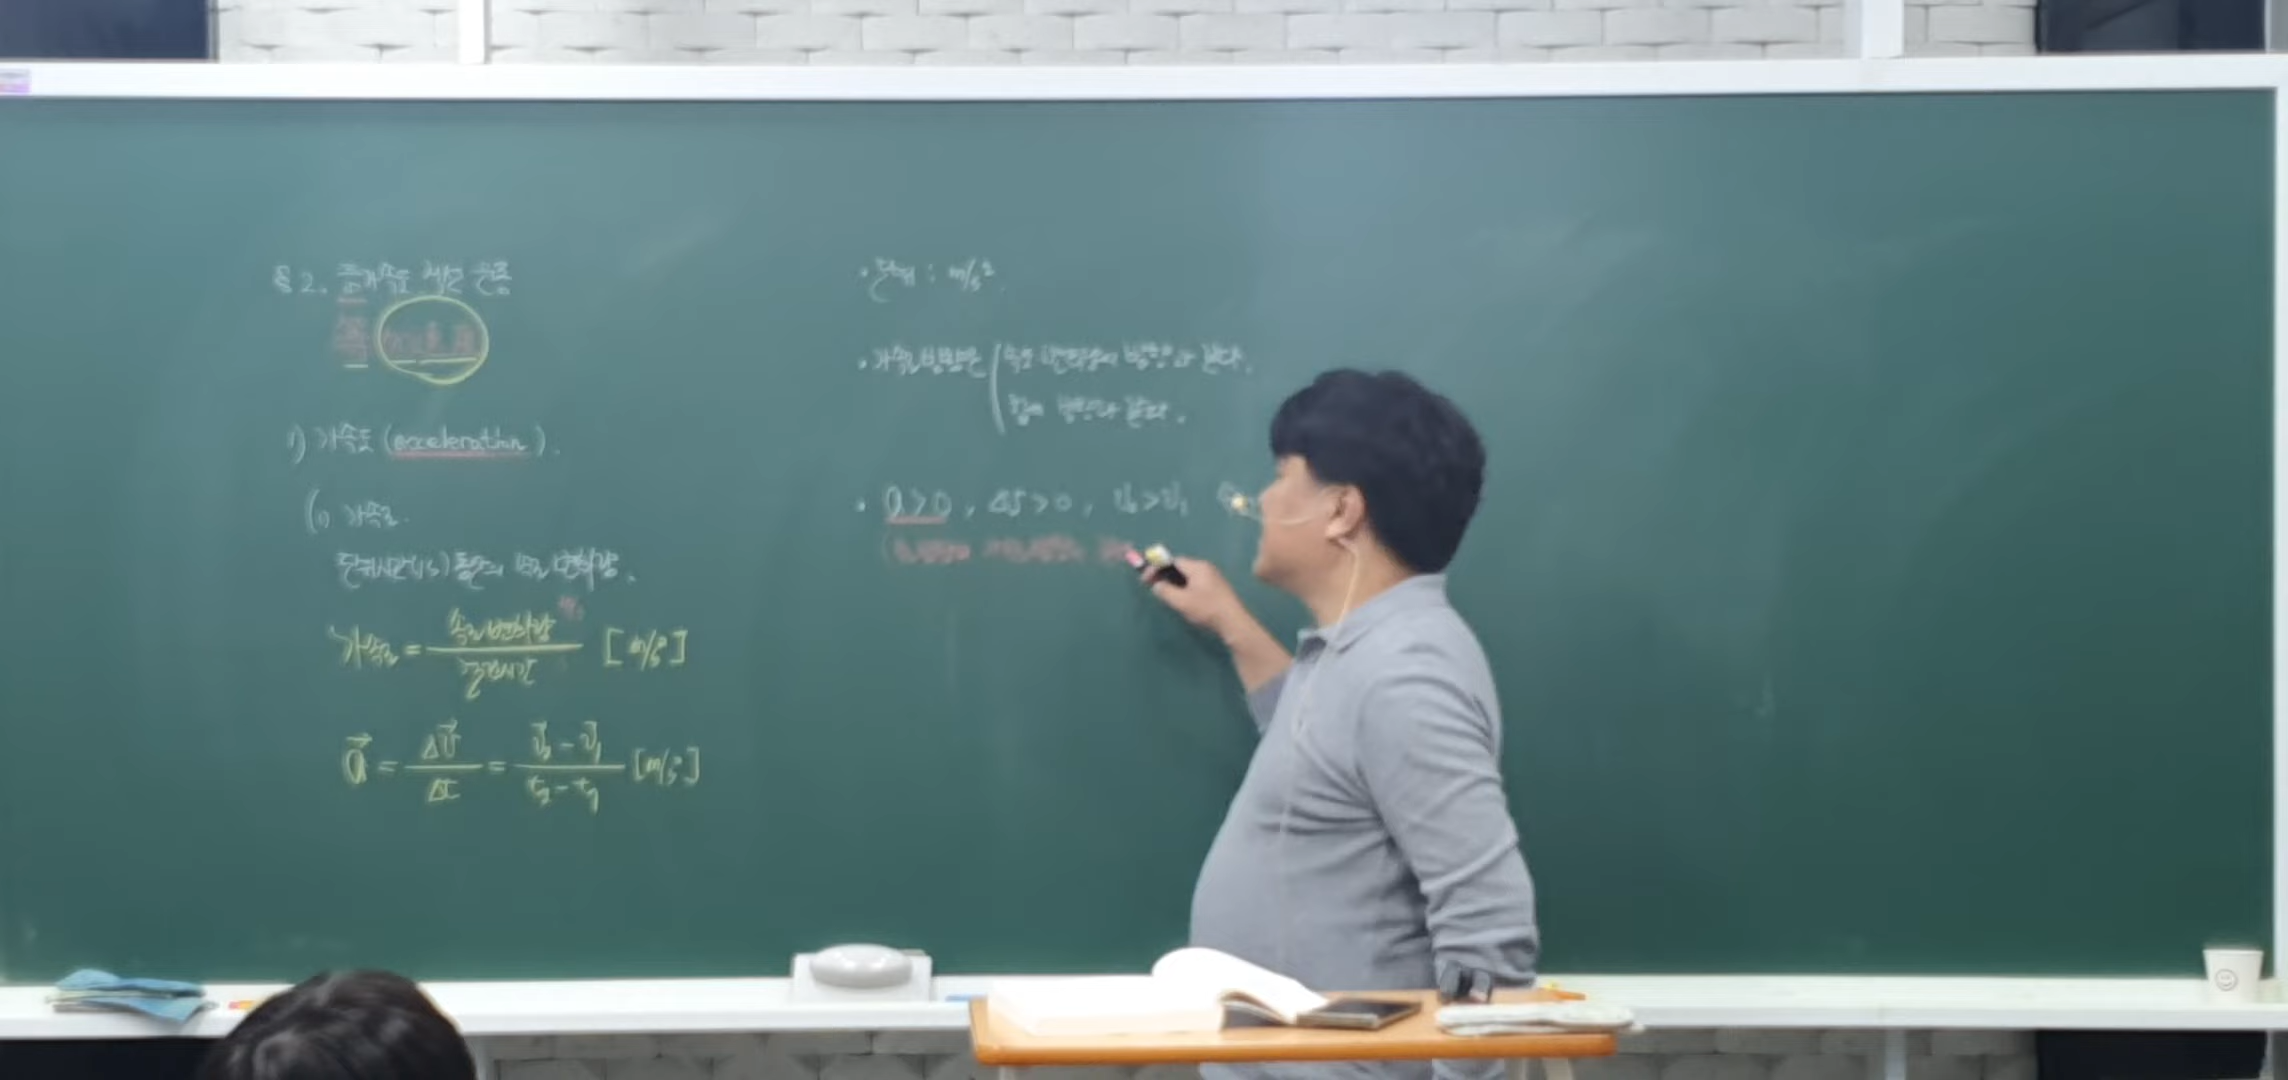 §2. 등가속도 직선 운동
1) 가속도 (acceleration).
(1) 가속도.
단위시간(1s) 동안의 속도 변화량.
가속도 = 속도변화량 / 걸린시간 [m/s²]
a⃗ = Δv⃗ / Δt = (v⃗₂ - v⃗₁) / (t₂ - t₁) [m/s²]
· 단위 : m/s².
· 가속도방향은 ( 속도 변화량의 방향과 같다.
힘의 방향과 같다.
· a>0, Δv>0, v₂>v₁